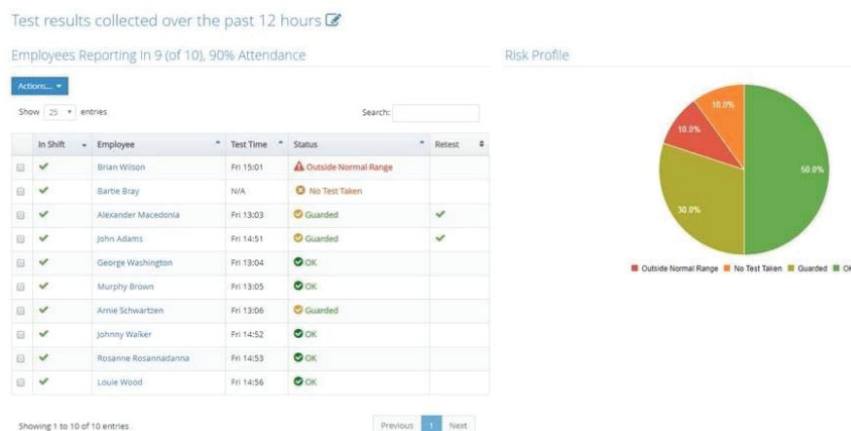 Test results collected over the past 12 hours
Employees Reporting In 9 (of 10), 90% Attendance
Risk Profile
Actions...
Show 25 entries
Search:
In Shift Employee Test Time Status Retest
Brian Wilson Fri 15:01 Outside Normal Range
Bartie Bray N/A No Test Taken
Alexander Macedonia Fri 13:03 Guarded
John Adams Fri 14:51 Guarded
George Washington Fri 13:04 OK
Murphy Brown Fri 13:05 OK
Arnie Schwartzen Fri 13:06 Guarded
Johnny Walker Fri 14:52 OK
Rosanne Rosannadanna Fri 14:53 OK
Louie Wood Fri 14:56 OK
Showing 1 to 10 of 10 entries
Previous 1 Next
10.0%
10.0%
50.0%
30.0%
Outside Normal Range No Test Taken Guarded OK